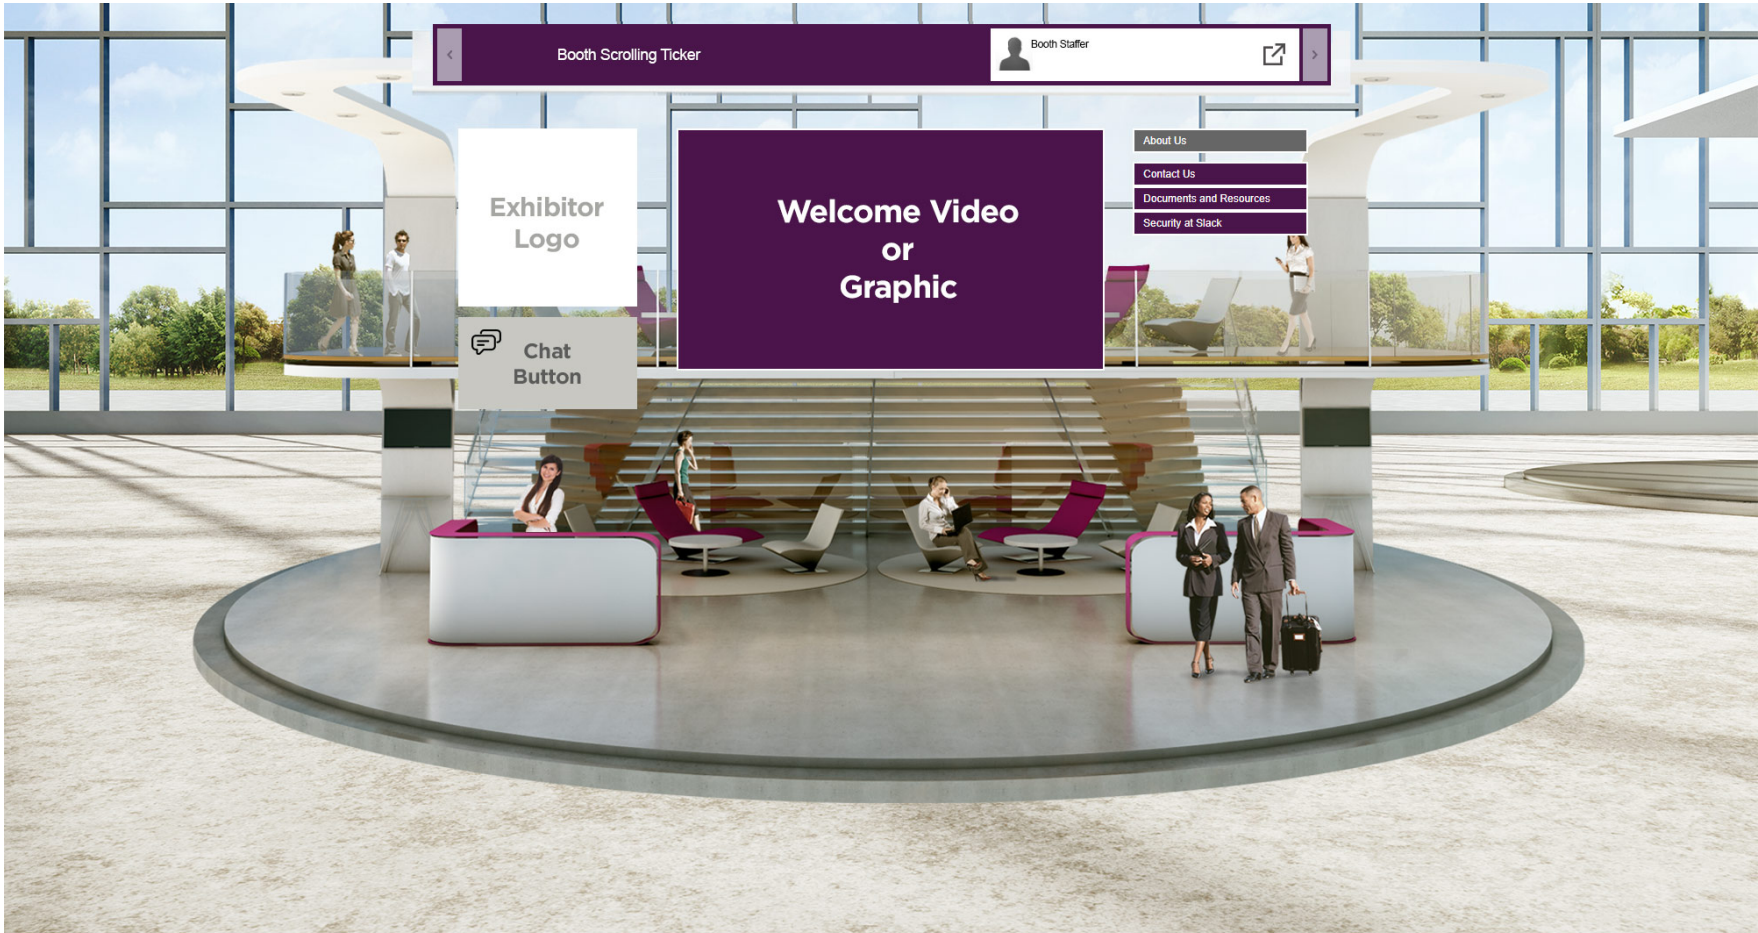 Booth Scrolling Ticker
Booth Staffer
Exhibitor
Logo
Welcome Video
or
Graphic
About Us
Contact Us
Documents and Resources
Security at Slack
Chat
Button